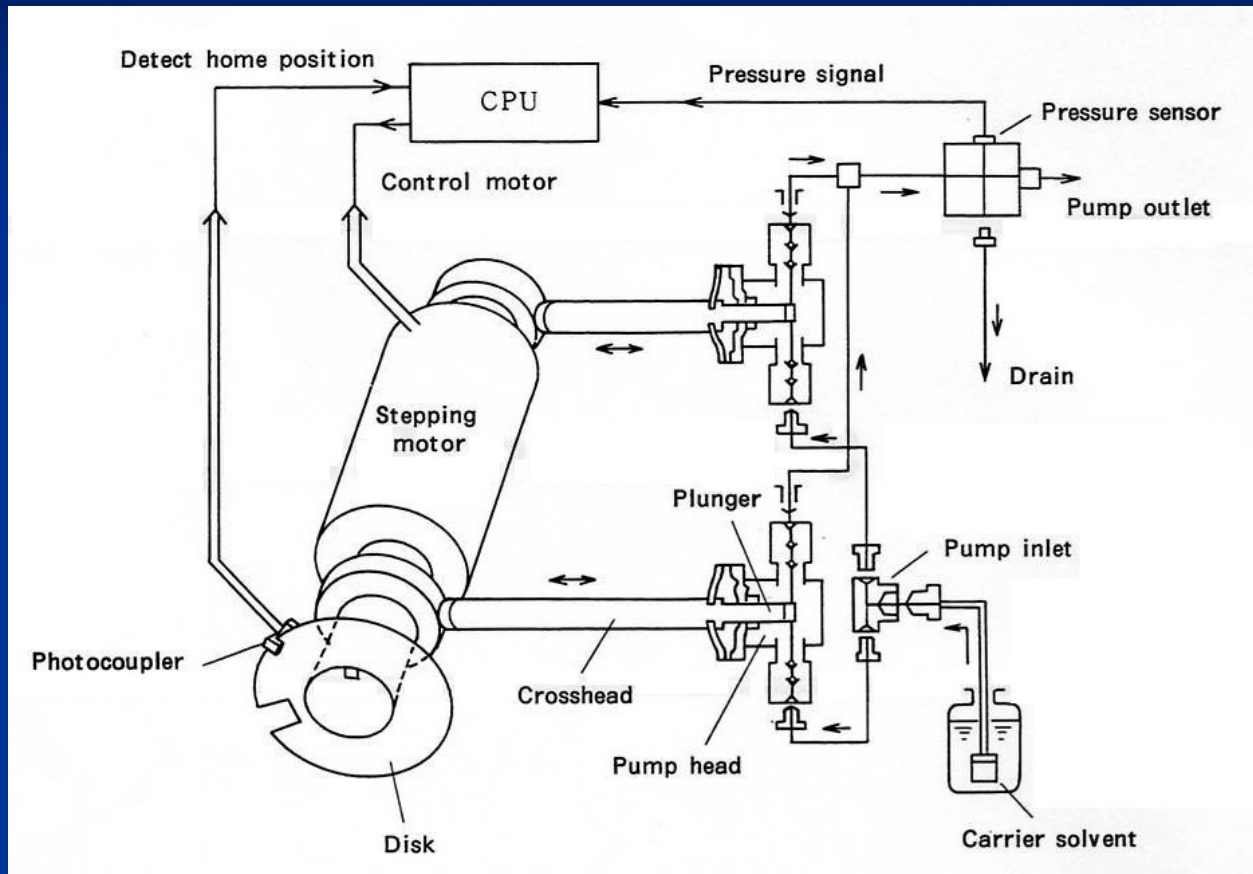 Detect home position
CPU
Pressure signal
Pressure sensor
Control motor
Pump outlet
Drain
Stepping
motor
Plunger
Pump inlet
Photocoupler
Crosshead
Pump head
Disk
Carrier solvent